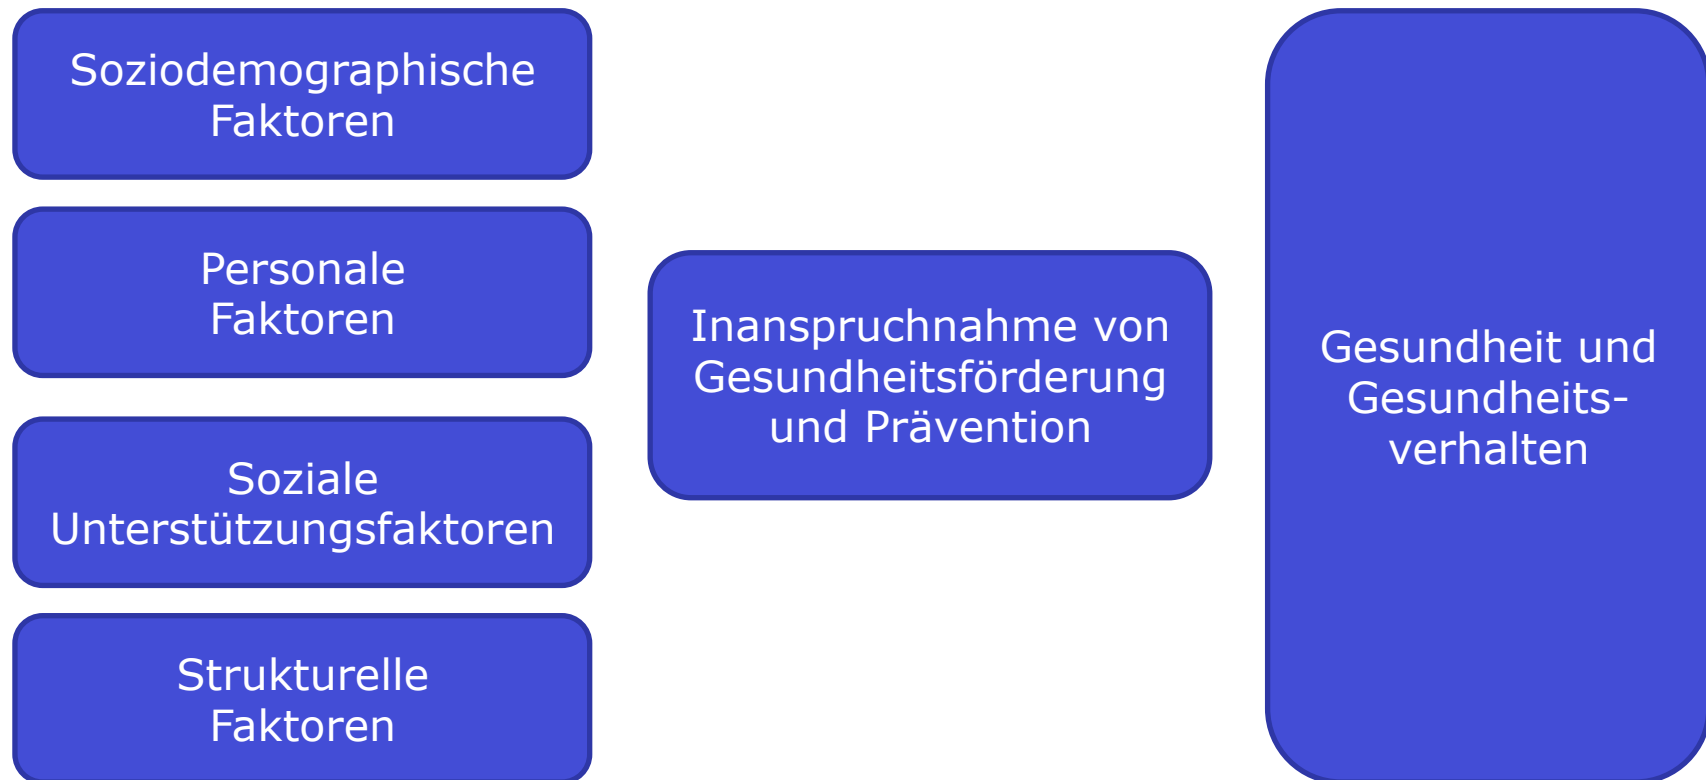 Soziodemographische
Faktoren
Personale
Faktoren
Soziale
Unterstützungsfaktoren
Strukturelle
Faktoren
Inanspruchnahme von
Gesundheitsförderung
und Prävention
Gesundheit und
Gesundheits-
verhalten